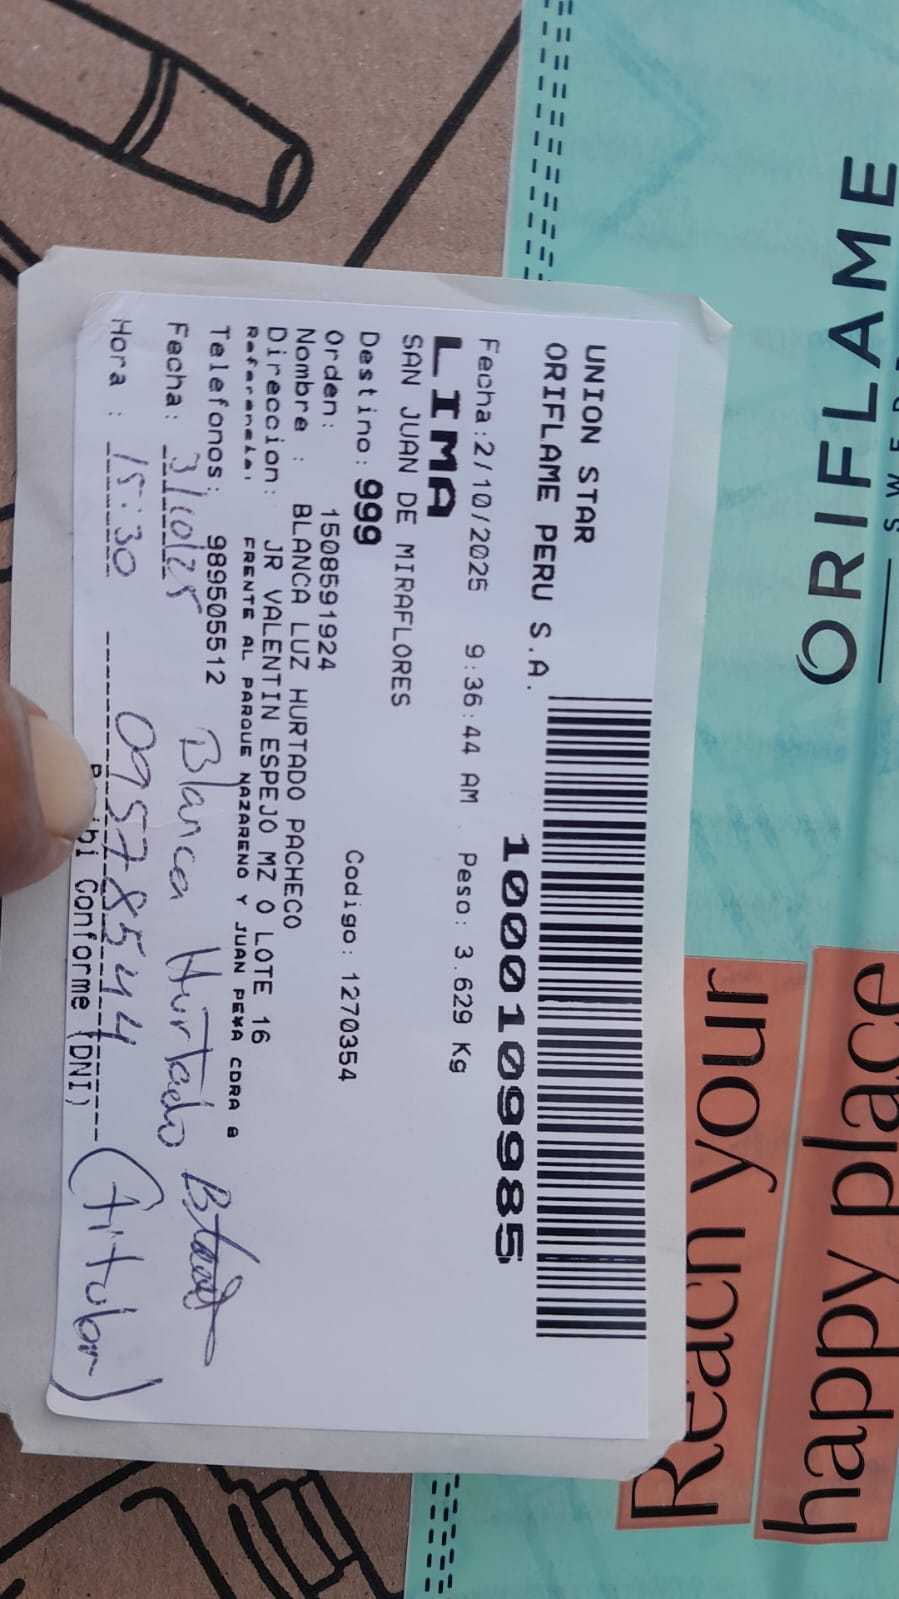 UNION STAR
ORIFLAME PERU S.A.
10001099985
Fecha:2/10/2025 9:36:44 AM Peso: 3.629 Kg
LIMA
SAN JUAN DE MIRAFLORES
Destino: 999
Orden: 1508591924 Codigo: 1270354
Nombre : BLANCA LUZ HURTADO PACHECO
Direccion: JR VALENTIN ESPEJO MZ O LOTE 16
Referencia: FRENTE AL PARQUE NAZARENO Y JUAN PEÑA CDRA 8
Telefonos: 989505512
Fecha: 3/10/25 Blanca Hurtado
Hora : 15:30 09578544 (titular)
Conforme (DNI)
ORIFLAME
Reach your
happy place